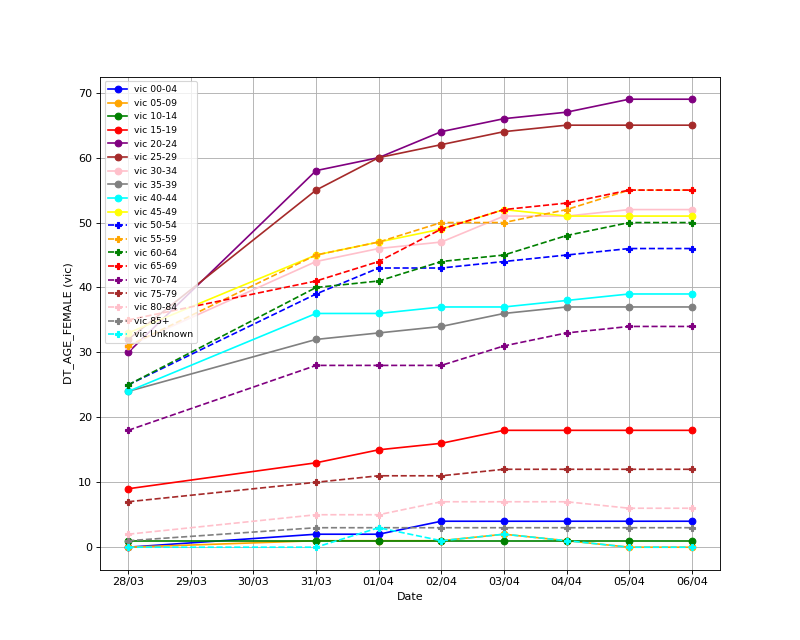 DT_AGE_FEMALE (vic)
70
60
50
40
30
20
10
0
vic 00-04
vic 05-09
vic 10-14
vic 15-19
vic 20-24
vic 25-29
vic 30-34
vic 35-39
vic 40-44
vic 45-49
vic 50-54
vic 55-59
vic 60-64
vic 65-69
vic 70-74
vic 75-79
vic 80-84
vic 85+
vic Unknown
28/03 29/03 30/03 31/03 01/04 02/04 03/04 04/04 05/04 06/04
Date